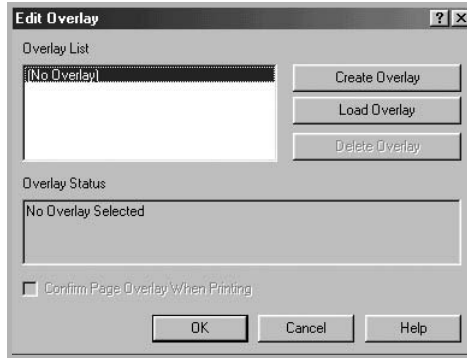 Edit Overlay
Overlay List
(No Overlay)
Create Overlay
Load Overlay
Delete Overlay
Overlay Status
No Overlay Selected
Confirm Page Overlay When Printing
OK
Cancel
Help